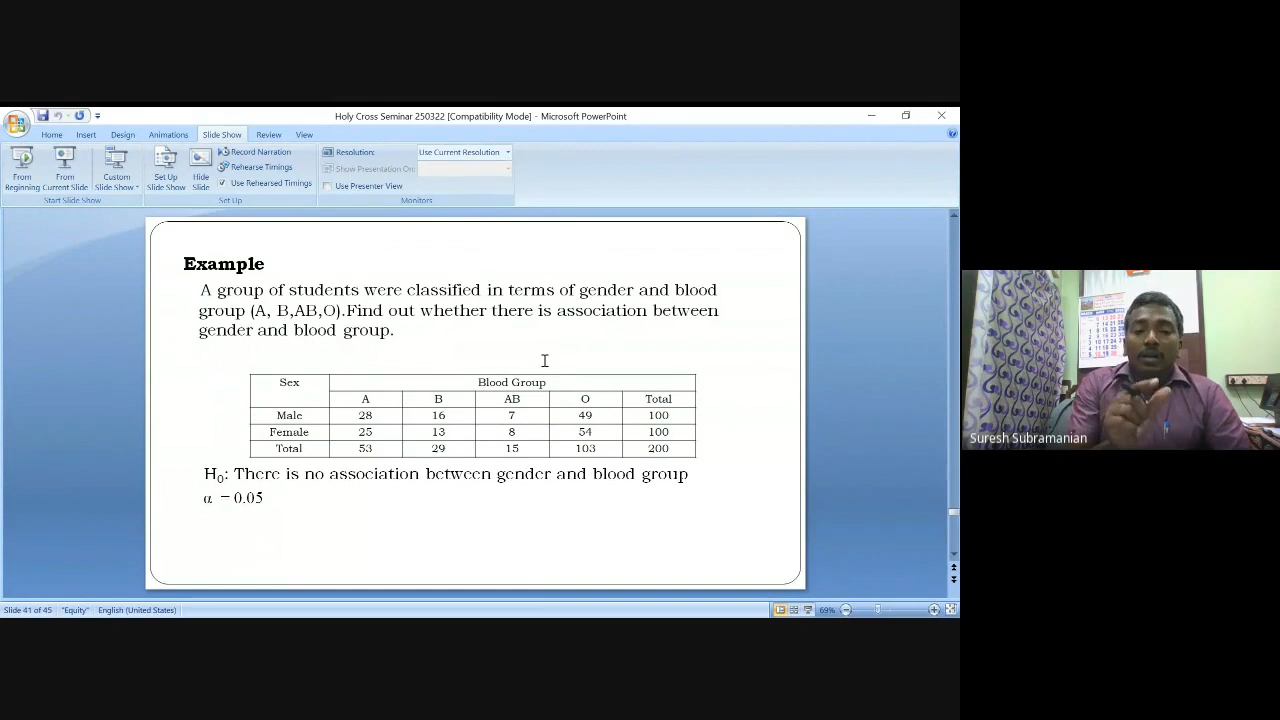 Holy Cross Seminar 250322 [Compatibility Mode] - Microsoft PowerPoint
Home Insert Design Animations Slide Show Review View
From Beginning
From Current Slide
Custom Slide Show
Start Slide Show
Set Up Slide Show
Hide Slide
Record Narration
Rehearse Timings
Use Rehearsed Timings
Set Up
Resolution: Use Current Resolution
Show Presentation On:
Use Presenter View
Monitors
Example
A group of students were classified in terms of gender and blood
group (A, B,AB,O).Find out whether there is association between
gender and blood group.
Sex Blood Group
A B AB O Total
Male 28 16 7 49 100
Female 25 13 8 54 100
Total 53 29 15 103 200
H0: There is no association between gender and blood group
α = 0.05
Slide 41 of 45 "Equity" English (United States) 69%
Suresh Subramanian